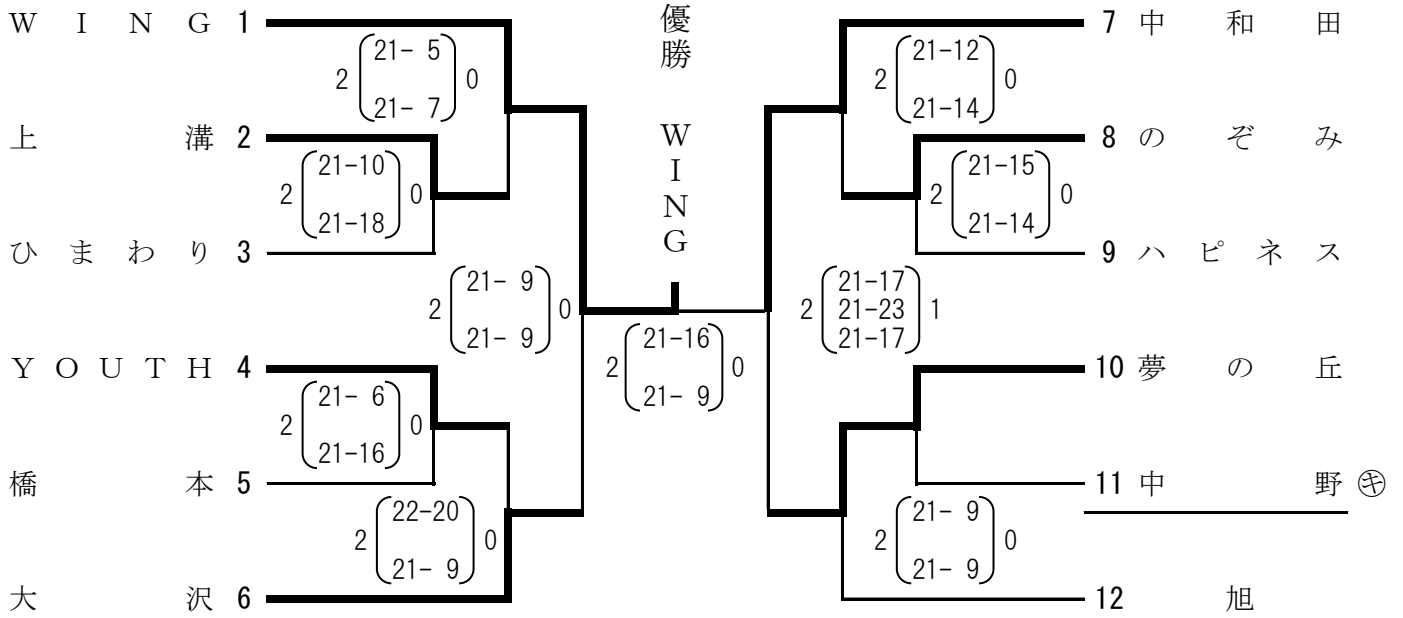 優勝 WING
WING 1
2 21- 5 0
21- 7
上溝 2
2 21-10 0
21-18
ひまわり 3
2 21- 9 0
21- 9
YOUTH 4
2 21- 6 0
21-16
橋本 5
2 22-20 0
21- 9
大沢 6
2 21-16 0
21- 9
7 中和田
2 21-12 0
21-14
8 のぞみ
2 21-15 0
21-14
9 ハピネス
2 21-17 1
21-23
21-17
10 夢の丘
11 中野 ㋖
2 21- 9 0
21- 9
12 旭